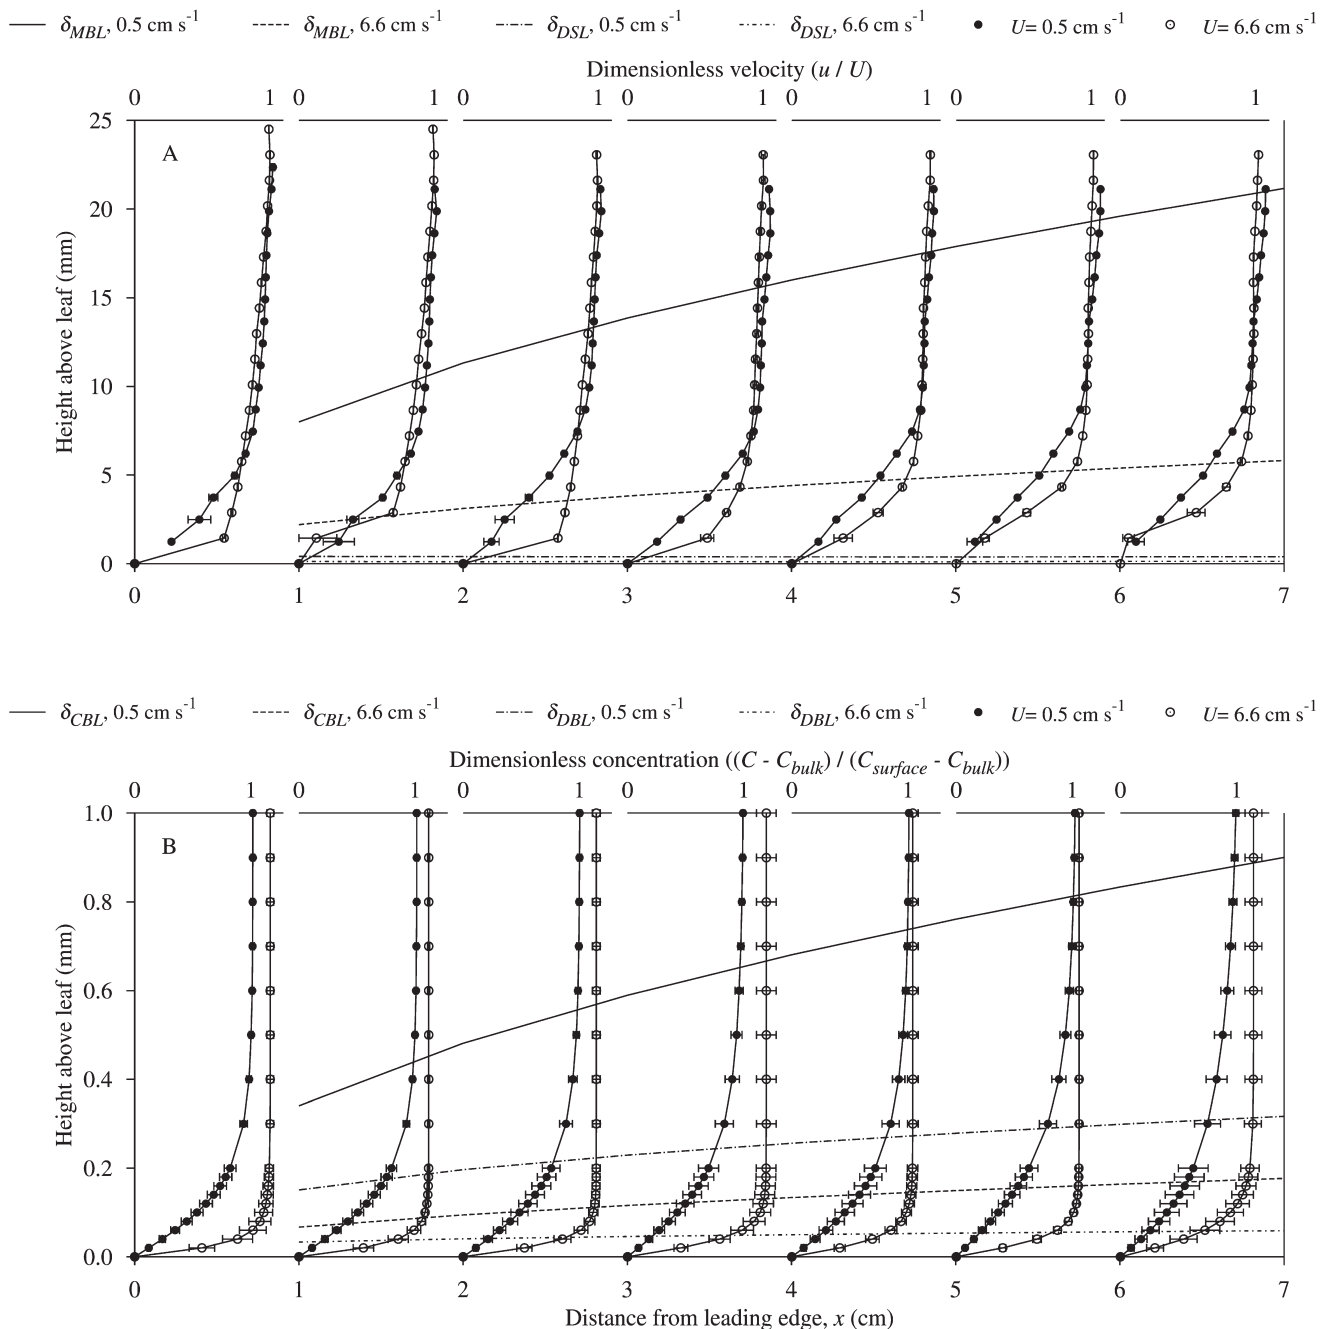 δMBL, 0.5 cm s-1 δMBL, 6.6 cm s-1 δDSL, 0.5 cm s-1 δDSL, 6.6 cm s-1 U= 0.5 cm s-1 U= 6.6 cm s-1
Dimensionless velocity (u / U)
0 1 0 1 0 1 0 1 0 1 0 1 0 1
25
A
20
15
10
5
0
Height above leaf (mm)
0 1 2 3 4 5 6 7
δCBL, 0.5 cm s-1 δCBL, 6.6 cm s-1 δDBL, 0.5 cm s-1 δDBL, 6.6 cm s-1 U= 0.5 cm s-1 U= 6.6 cm s-1
Dimensionless concentration ((C - Cbulk) / (Csurface - Cbulk))
0 1 0 1 0 1 0 1 0 1 0 1 0 1
1.0
B
0.8
0.6
0.4
0.2
0.0
Height above leaf (mm)
0 1 2 3 4 5 6 7
Distance from leading edge, x (cm)